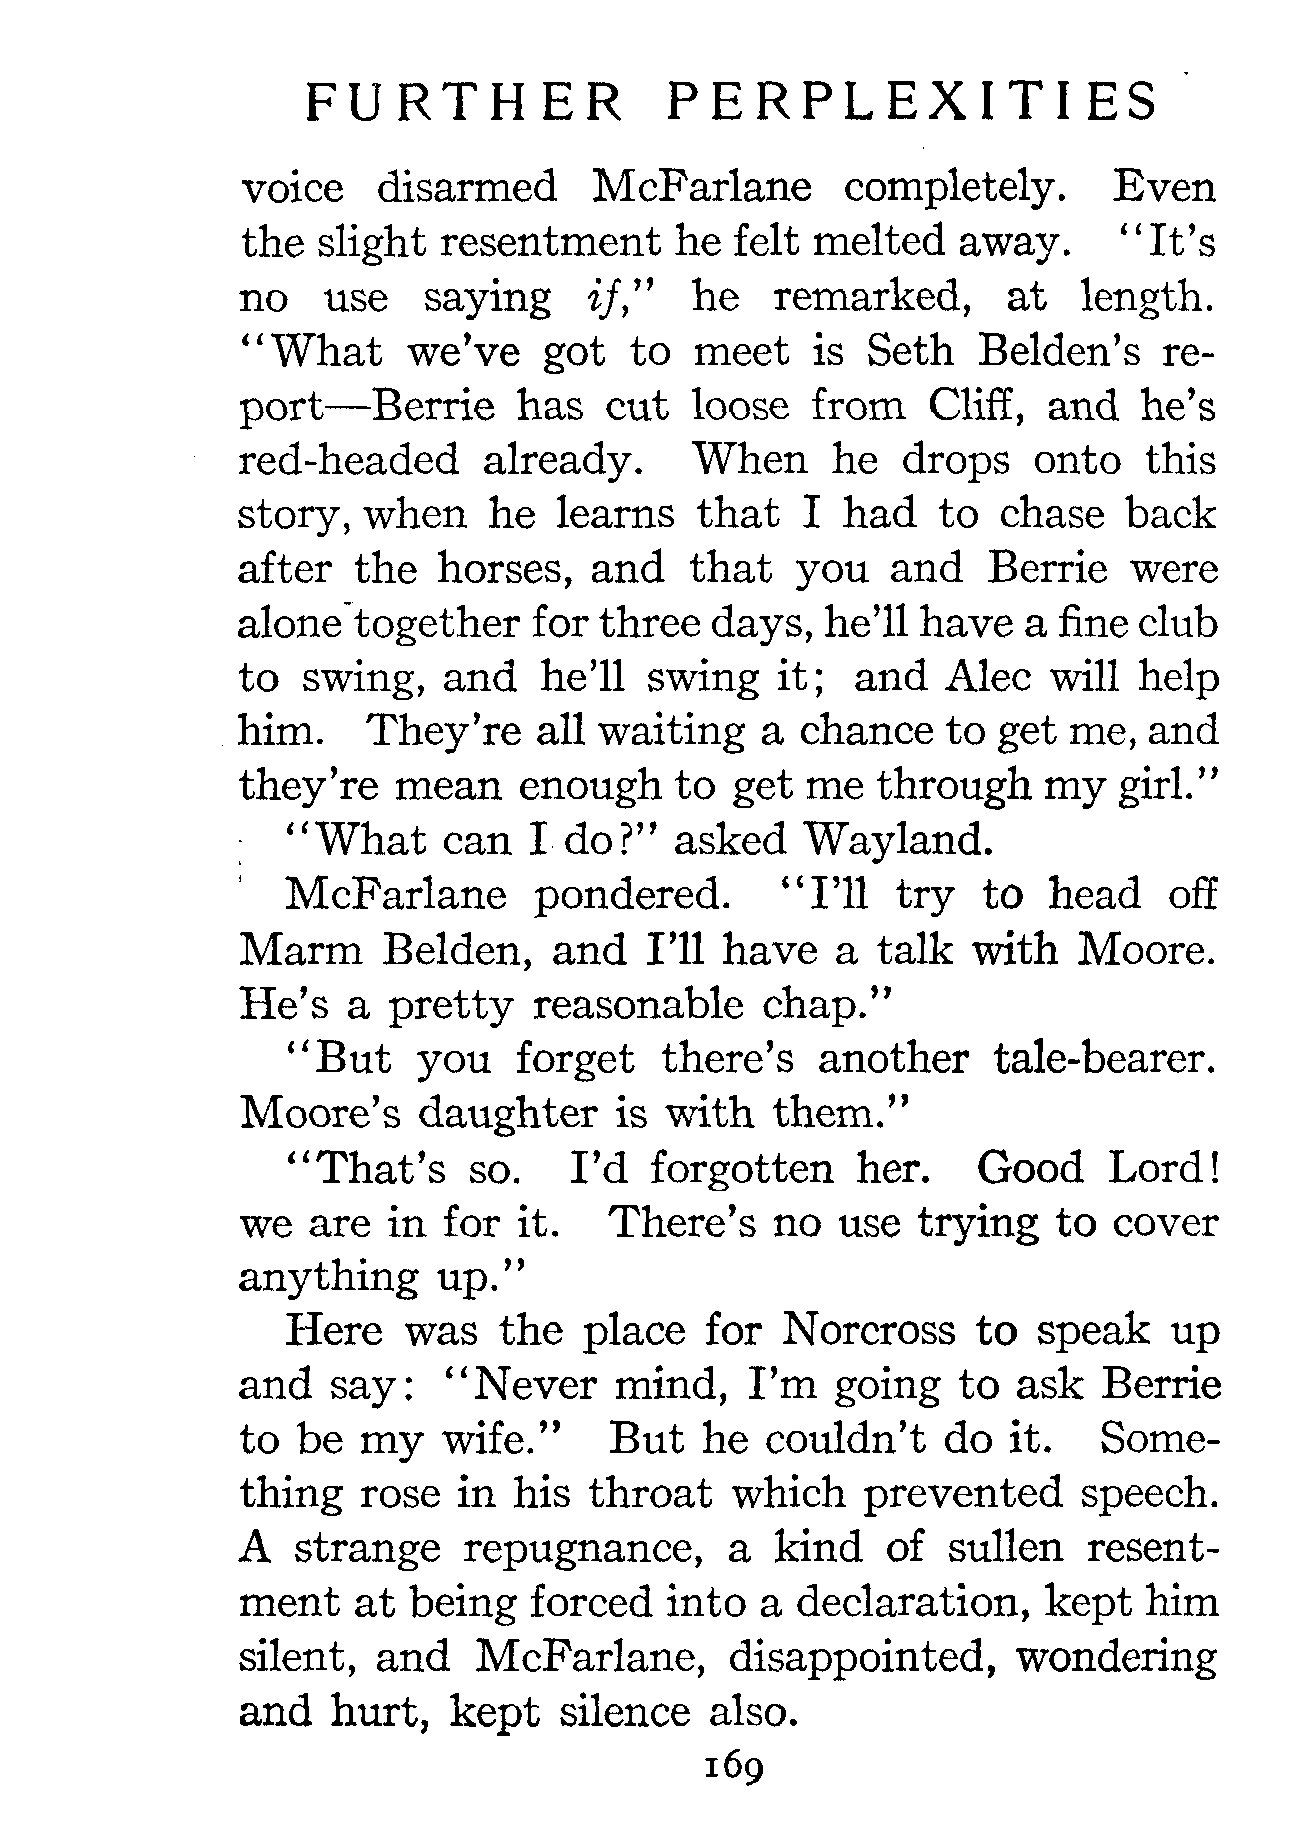 FURTHER PERPLEXITIES
voice disarmed McFarlane completely. Even
the slight resentment he felt melted away. "It's
no use saying if," he remarked, at length.
"What we've got to meet is Seth Belden's re-
port—Berrie has cut loose from Cliff, and he's
red-headed already. When he drops onto this
story, when he learns that I had to chase back
after the horses, and that you and Berrie were
alone together for three days, he'll have a fine club
to swing, and he'll swing it; and Alec will help
him. They're all waiting a chance to get me, and
they're mean enough to get me through my girl."
"What can I do?" asked Wayland.
McFarlane pondered. "I'll try to head off
Marm Belden, and I'll have a talk with Moore.
He's a pretty reasonable chap."
"But you forget there's another tale-bearer.
Moore's daughter is with them."
"That's so. I'd forgotten her. Good Lord!
we are in for it. There's no use trying to cover
anything up."
Here was the place for Norcross to speak up
and say: "Never mind, I'm going to ask Berrie
to be my wife." But he couldn't do it. Some-
thing rose in his throat which prevented speech.
A strange repugnance, a kind of sullen resent-
ment at being forced into a declaration, kept him
silent, and McFarlane, disappointed, wondering
and hurt, kept silence also.
169